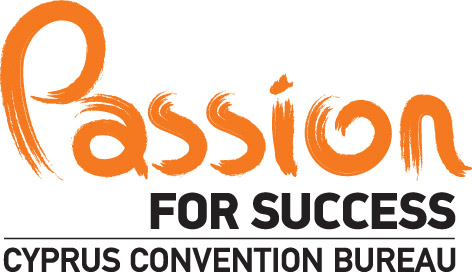 Passion
FOR SUCCESS
CYPRUS CONVENTION BUREAU